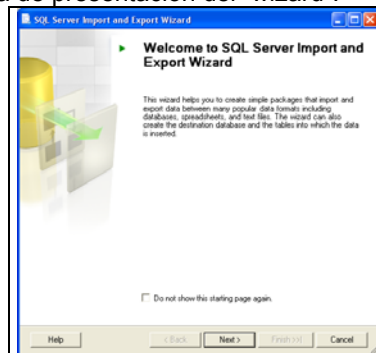 de presentación del wizard .
SQL Server Import and Export Wizard
Welcome to SQL Server Import and
Export Wizard
This wizard helps you to create simple packages that import and
export data between many popular data formats including
databases, spreadsheets, and text files. The wizard can also
create the destination database and the tables into which the data
is inserted.
Do not show this starting page again.
Help < Back Next > Finish >>| Cancel